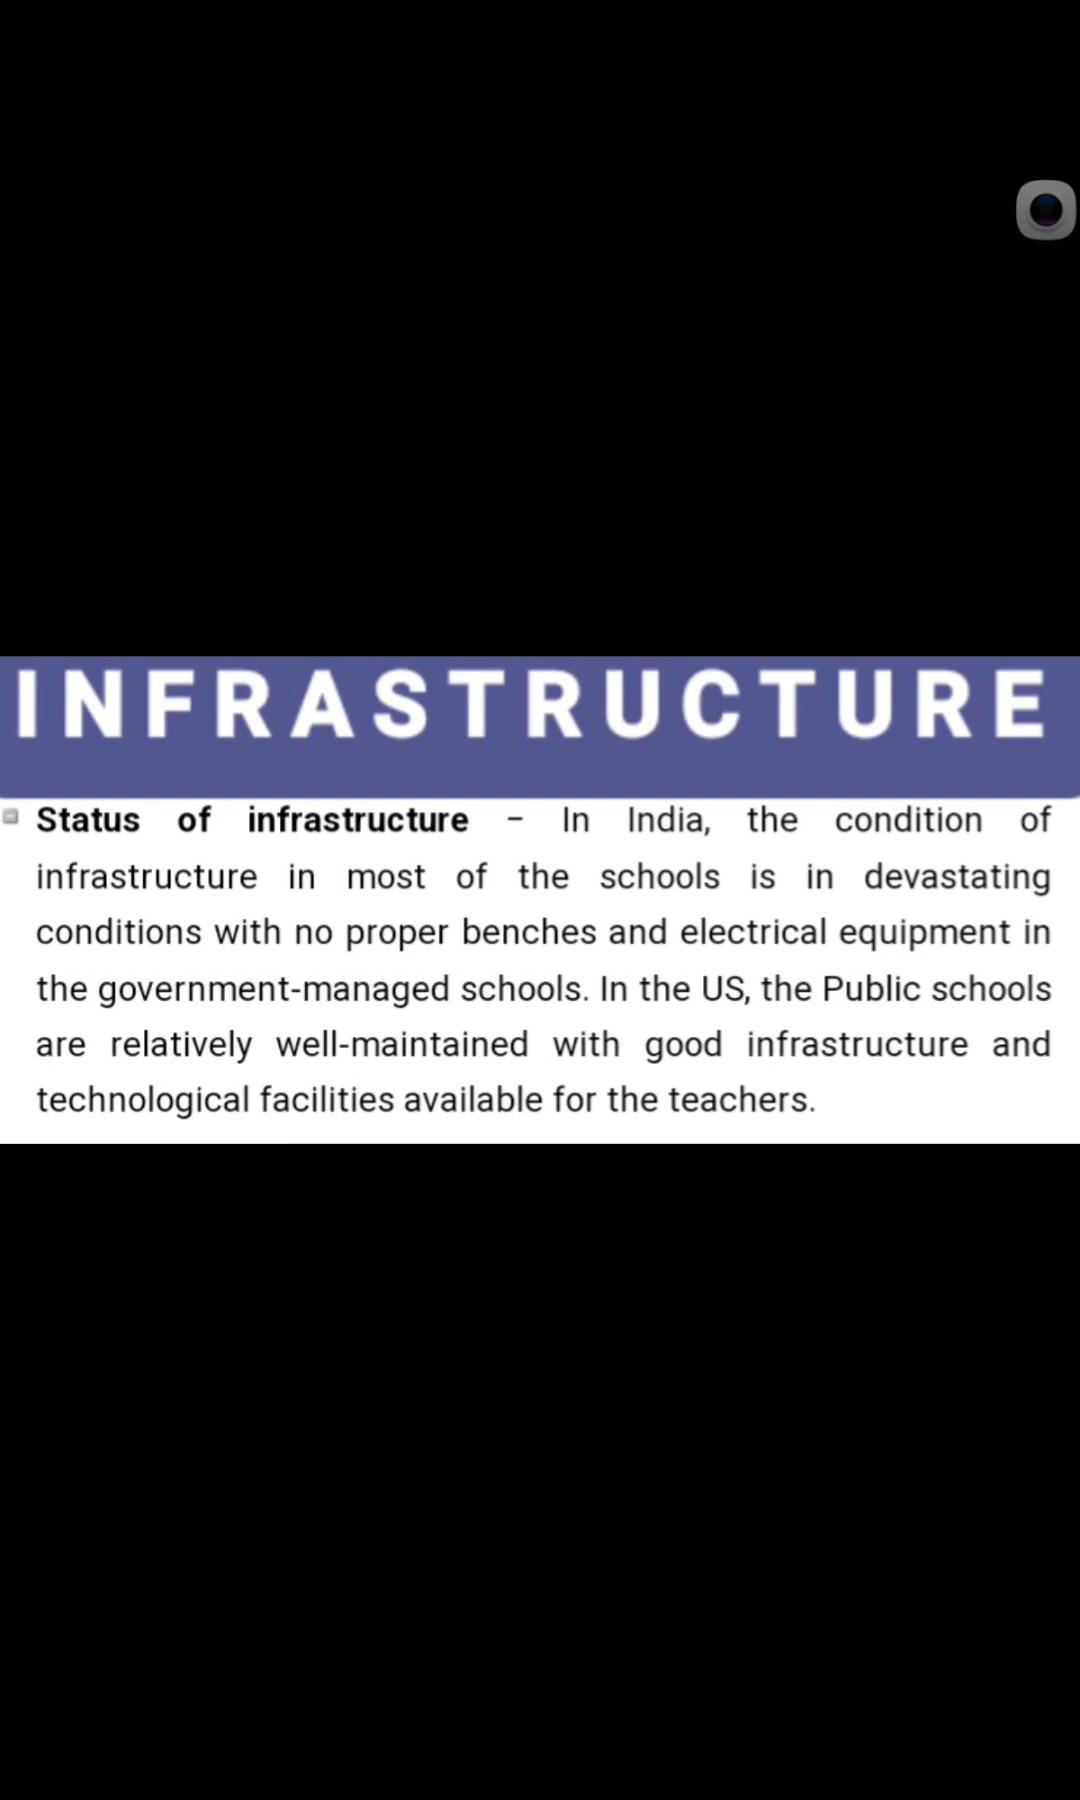 INFRASTRUCTURE
Status of infrastructure – In India, the condition of
infrastructure in most of the schools is in devastating
conditions with no proper benches and electrical equipment in
the government-managed schools. In the US, the Public schools
are relatively well-maintained with good infrastructure and
technological facilities available for the teachers.